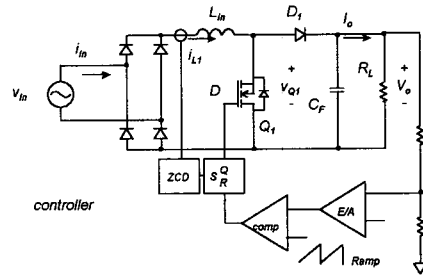 L_in
D_1
I_o
i_in
i_L1
v_in
D
+
v_Q1
-
C_F
R_L
+
V_o
-
Q_1
ZCD
S Q
R
controller
comp
E/A
Ramp